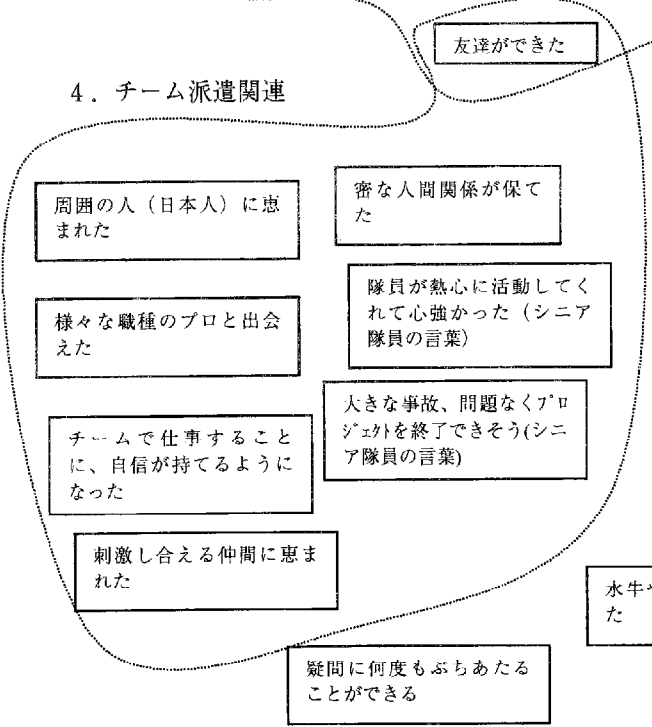 友達ができた
4．チーム派遣関連
周囲の人（日本人）に恵
まれた
密な人間関係が保て
た
隊員が熱心に活動してく
れて心強かった（シニア
隊員の言葉）
様々な職種のプロと出会
えた
大きな事故、問題なくﾌﾟﾛ
ｼﾞｪｸﾄを終了できそう(シニ
ア隊員の言葉)
チームで仕事すること
に、自信が持てるように
なった
刺激し合える仲間に恵ま
れた
水牛
た
疑問に何度もぶちあたる
ことができる